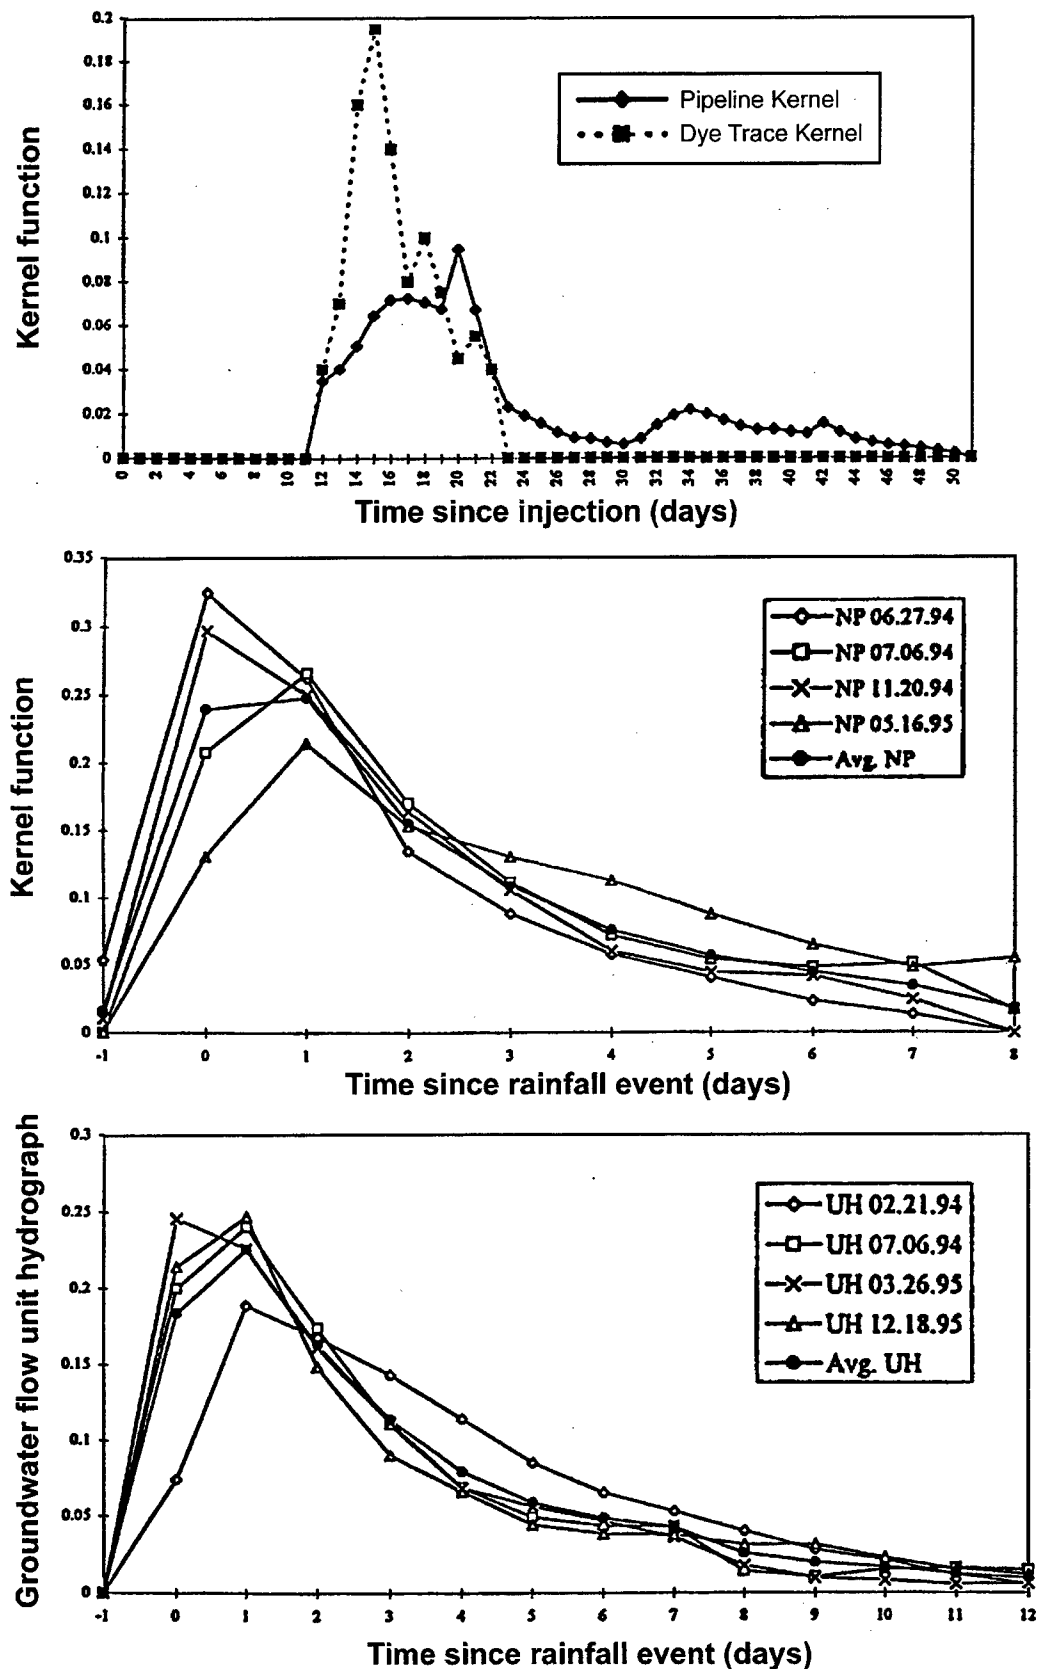 0.2
0.18
0.16
0.14
0.12
0.1
0.08
0.06
0.04
0.02
0
Kernel function
Pipeline Kernel
Dye Trace Kernel
0 2 4 6 8 10 12 14 16 18 20 22 24 26 28 30 32 34 36 38 40 42 44 46 48 50
Time since injection (days)
0.35
0.3
0.25
0.2
0.15
0.1
0.05
0
Kernel function
NP 06.27.94
NP 07.06.94
NP 11.20.94
NP 05.16.95
Avg. NP
-1 0 1 2 3 4 5 6 7 8
Time since rainfall event (days)
0.3
0.25
0.2
0.15
0.1
0.05
0
Groundwater flow unit hydrograph
UH 02.21.94
UH 07.06.94
UH 03.26.95
UH 12.18.95
Avg. UH
-1 0 1 2 3 4 5 6 7 8 9 10 11 12
Time since rainfall event (days)